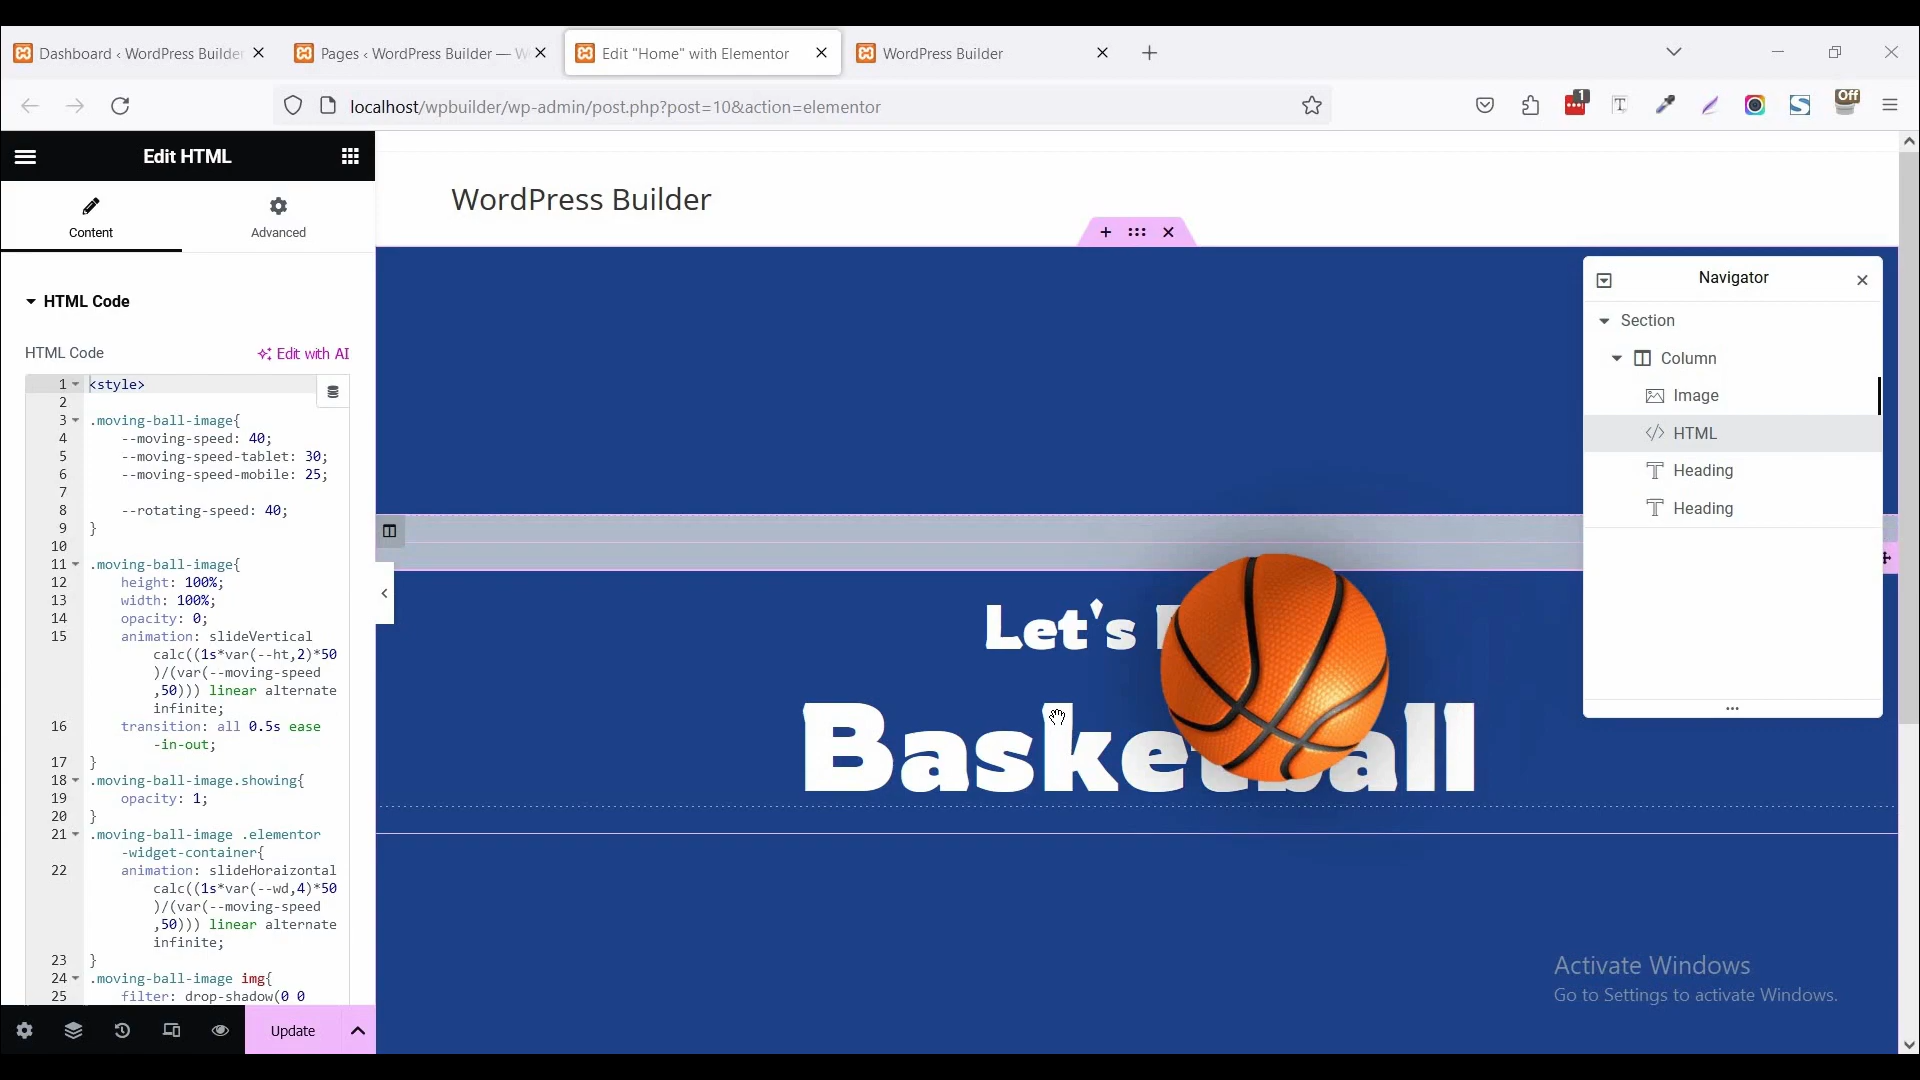 Dashboard ‹ WordPress Builder
Pages ‹ WordPress Builder — W
Edit "Home" with Elementor
WordPress Builder
localhost/wpbuilder/wp-admin/post.php?post=10&action=elementor
1
Off
Edit HTML
Content
Advanced
HTML Code
HTML Code
Edit with AI
1 <style>
2
3 .moving-ball-image{
4 --moving-speed: 40;
5 --moving-speed-tablet: 30;
6 --moving-speed-mobile: 25;
7
8 --rotating-speed: 40;
9 }
10
11 .moving-ball-image{
12 height: 100%;
13 width: 100%;
14 opacity: 0;
15 animation: slideVertical
calc((1s*var(--ht,2)*50
)/(var(--moving-speed
,50))) linear alternate
infinite;
16 transition: all 0.5s ease
-in-out;
17 }
18 .moving-ball-image.showing{
19 opacity: 1;
20 }
21 .moving-ball-image .elementor
-widget-container{
22 animation: slideHoraizontal
calc((1s*var(--wd,4)*50
)/(var(--moving-speed
,50))) linear alternate
infinite;
23 }
24 .moving-ball-image img{
25 filter: drop-shadow(0 0
Update
WordPress Builder
Let's
Basketball
Navigator
Section
Column
Image
HTML
Heading
Heading
Activate Windows
Go to Settings to activate Windows.